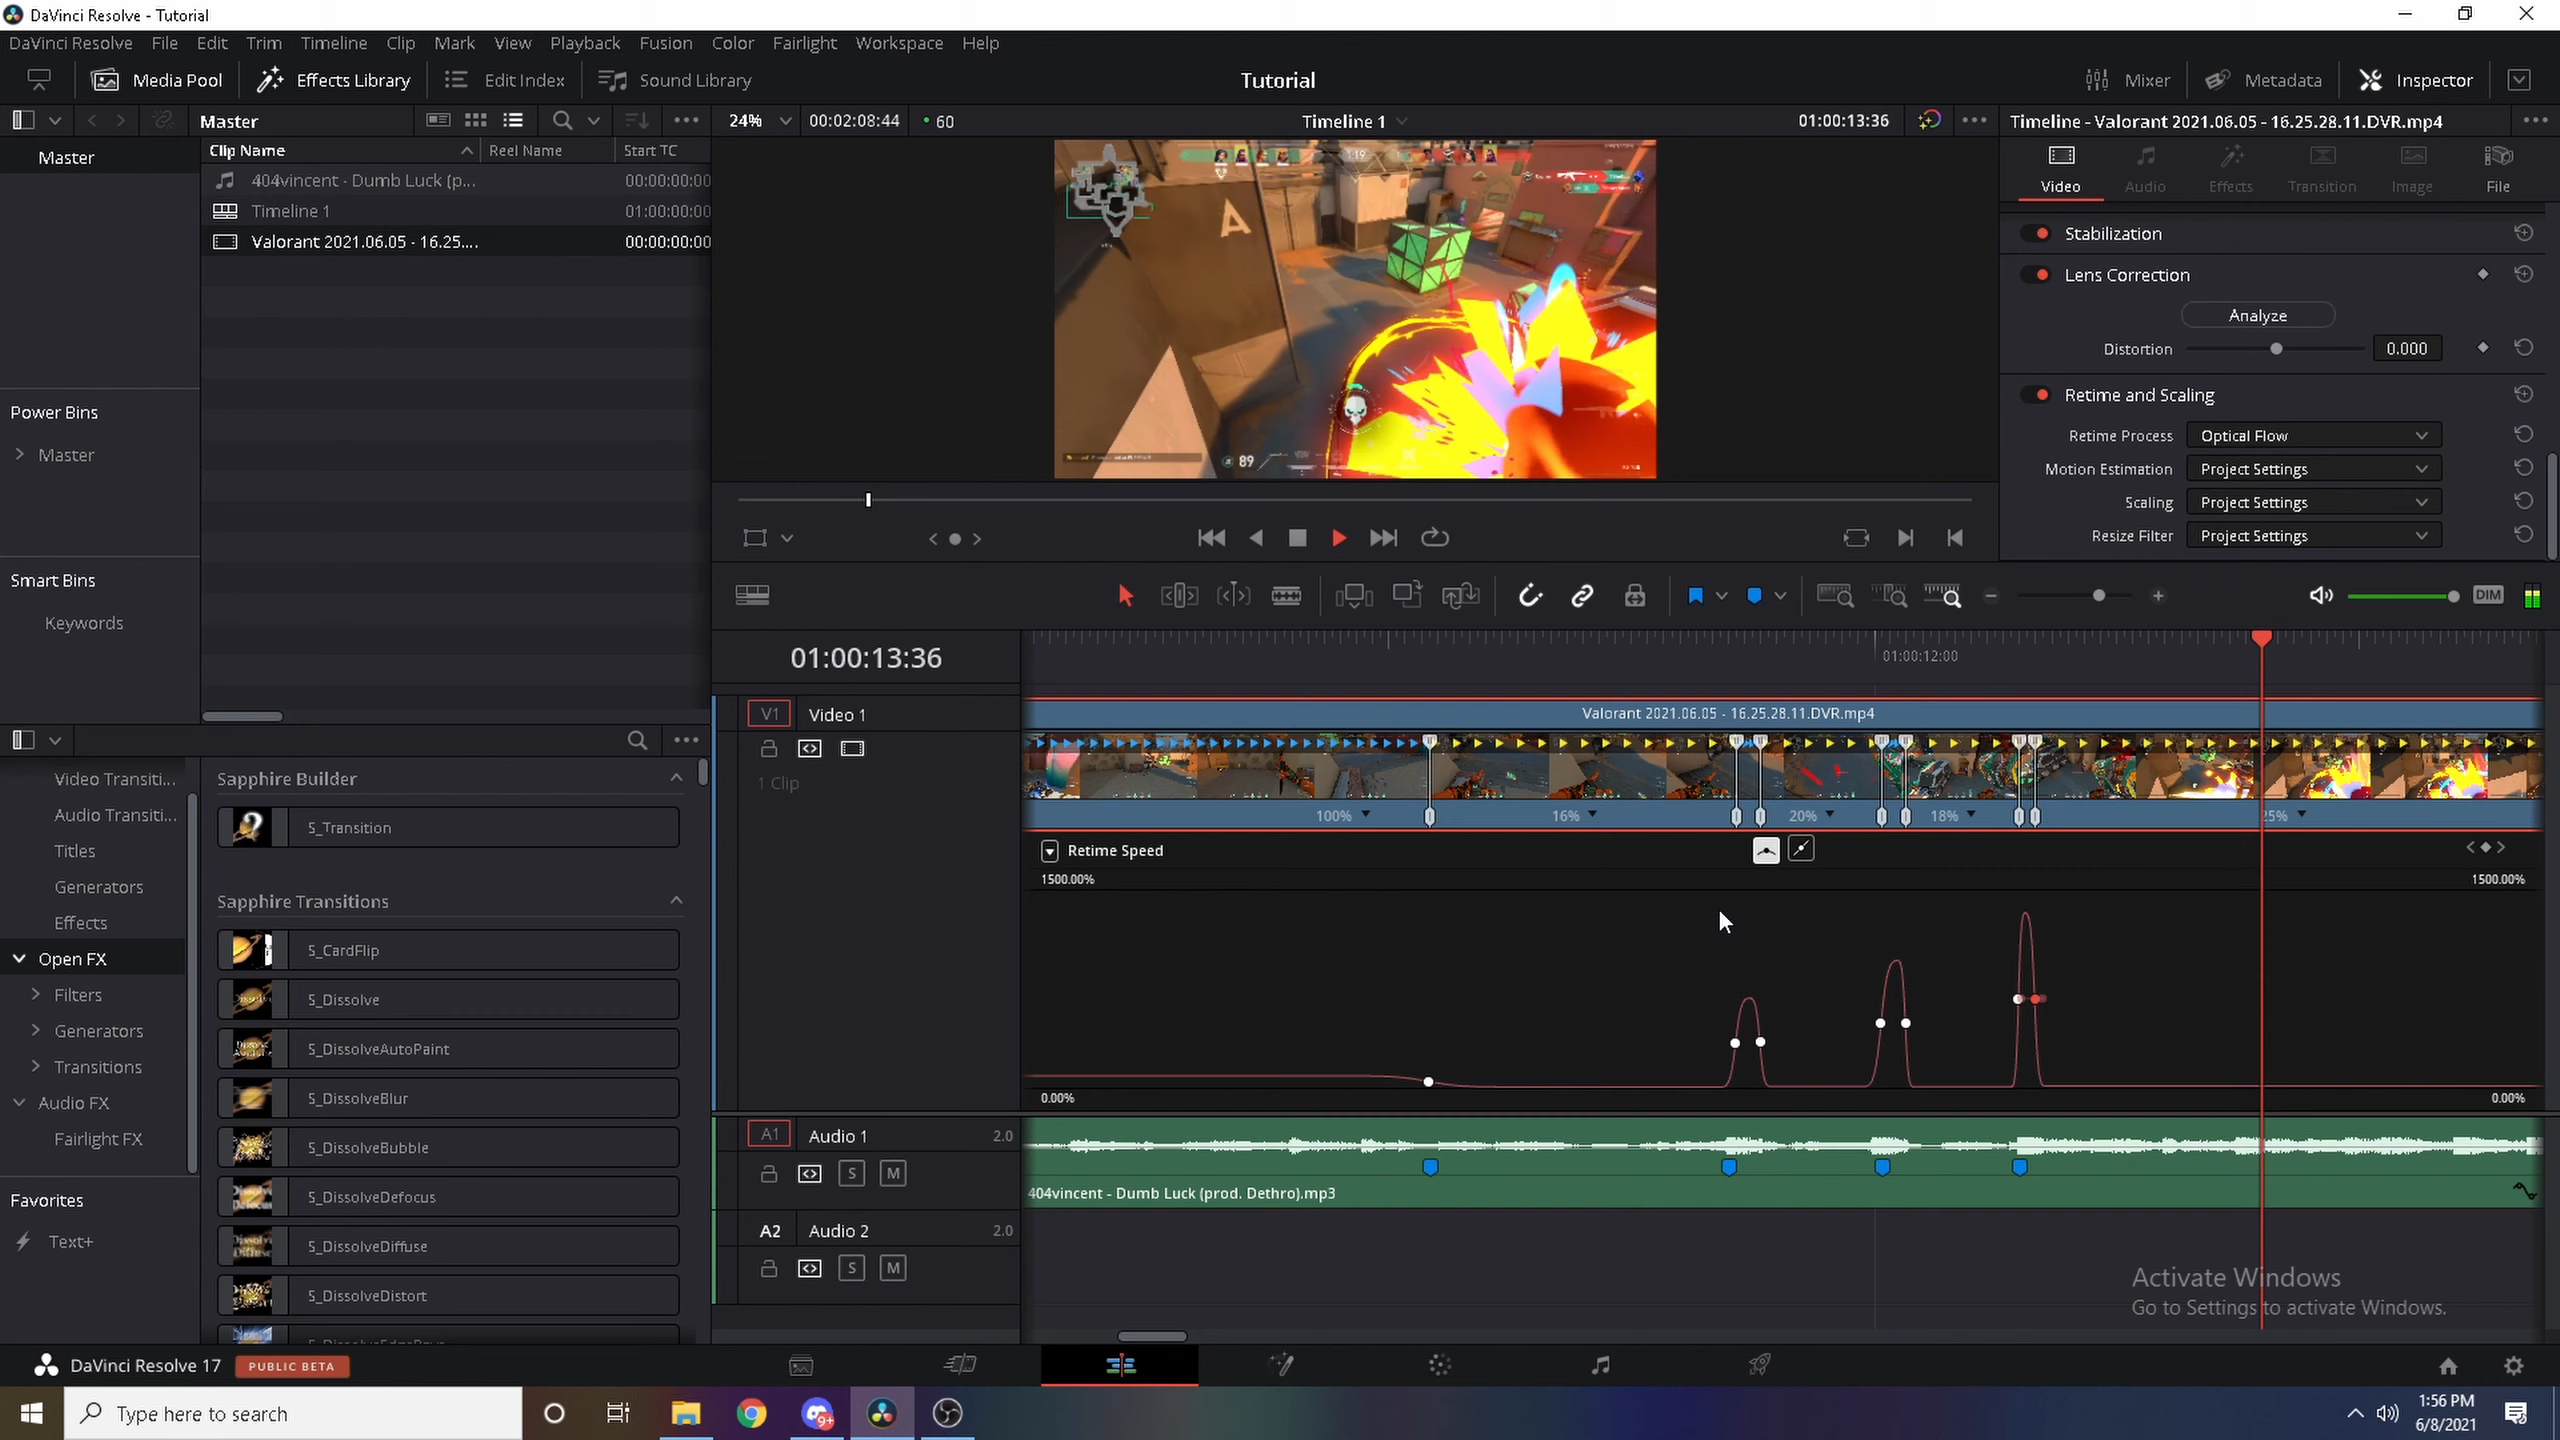 DaVinci Resolve - Tutorial
DaVinci Resolve File Edit Trim Timeline Clip Mark View Playback Fusion Color Fairlight Workspace Help
Media Pool Effects Library Edit Index Sound Library Tutorial Mixer Metadata Inspector
Master 24% 00:02:08:44 60 Timeline 1 01:00:13:36 Timeline - Valorant 2021.06.05 - 16.25.28.11.DVR.mp4
Master Clip Name Reel Name Start TC
404vincent - Dumb Luck (p... 00:00:00:00
Timeline 1 01:00:00:00
Valorant 2021.06.05 - 16.25.... 00:00:00:00
Video Audio Effects Transition Image File
Stabilization
Lens Correction
Analyze
Distortion 0.000
Retime and Scaling
Retime Process Optical Flow
Motion Estimation Project Settings
Scaling Project Settings
Resize Filter Project Settings
A
1:19
89
Power Bins
Master
Smart Bins
Keywords
DIM
01:00:13:36
01:00:12:00
V1 Video 1
1 Clip
Valorant 2021.06.05 - 16.25.28.11.DVR.mp4
100% 16% 20% 18% 25%
Retime Speed
1500.00% 1500.00%
0.00% 0.00%
Video Transiti...
Audio Transiti...
Titles
Generators
Effects
Open FX
Filters
Generators
Transitions
Audio FX
Fairlight FX
Favorites
Text+
Sapphire Builder
S_Transition
Sapphire Transitions
S_CardFlip
S_Dissolve
S_DissolveAutoPaint
S_DissolveBlur
S_DissolveBubble
S_DissolveDefocus
S_DissolveDiffuse
S_DissolveDistort
A1 Audio 1 2.0
S M
404vincent - Dumb Luck (prod. Dethro).mp3
A2 Audio 2 2.0
S M
Activate Windows
Go to Settings to activate Windows.
DaVinci Resolve 17 PUBLIC BETA
Type here to search
9+
1:56 PM
6/8/2021